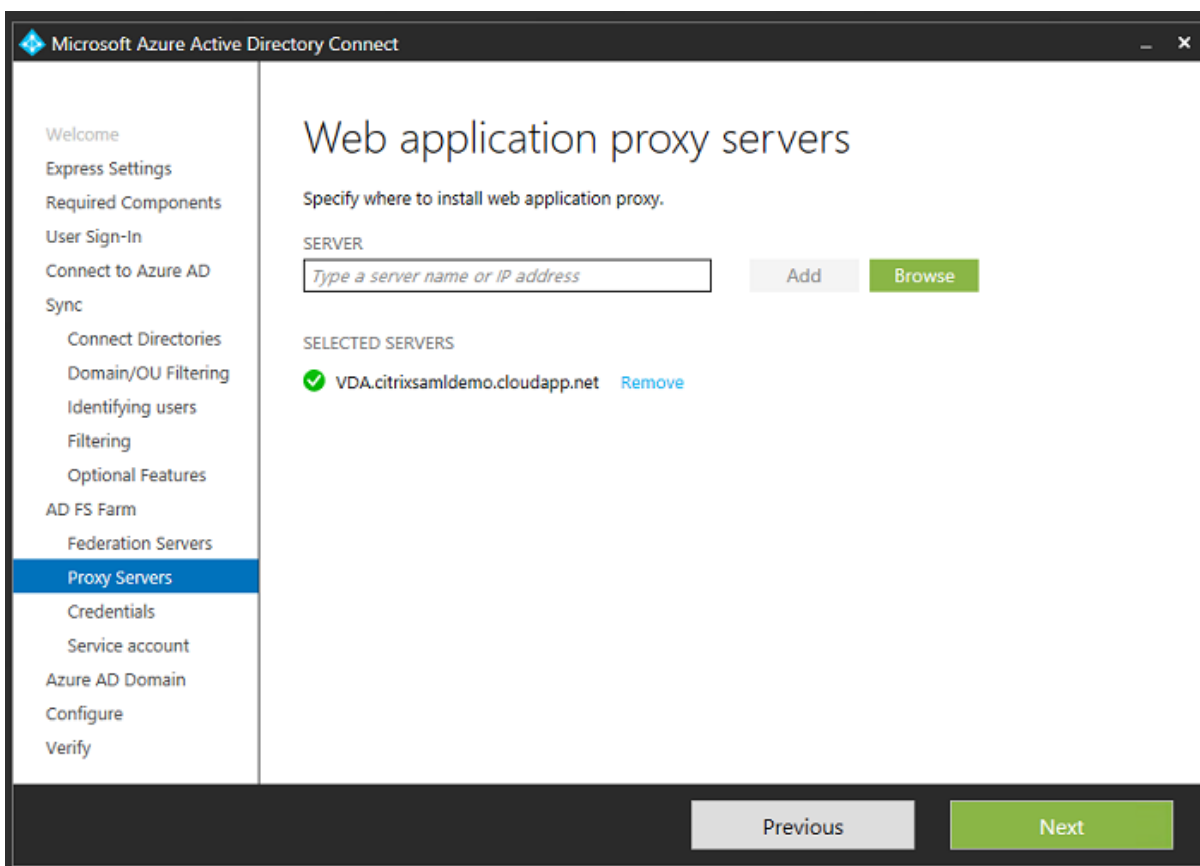 Microsoft Azure Active Directory Connect
Welcome
Express Settings
Required Components
User Sign-In
Connect to Azure AD
Sync
Connect Directories
Domain/OU Filtering
Identifying users
Filtering
Optional Features
AD FS Farm
Federation Servers
Proxy Servers
Credentials
Service account
Azure AD Domain
Configure
Verify
Web application proxy servers
Specify where to install web application proxy.
SERVER
Type a server name or IP address
Add
Browse
SELECTED SERVERS
VDA.citrixsamldemo.cloudapp.net Remove
Previous
Next